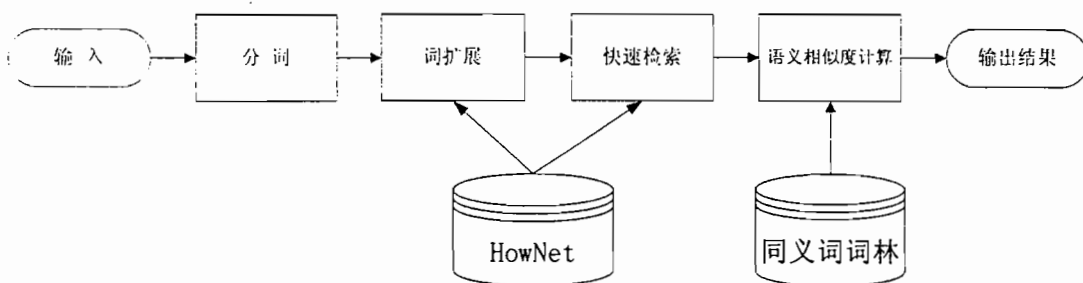 输 入
分 词
词扩展
快速检索
语义相似度计算
输出结果
HowNet
同义词词林